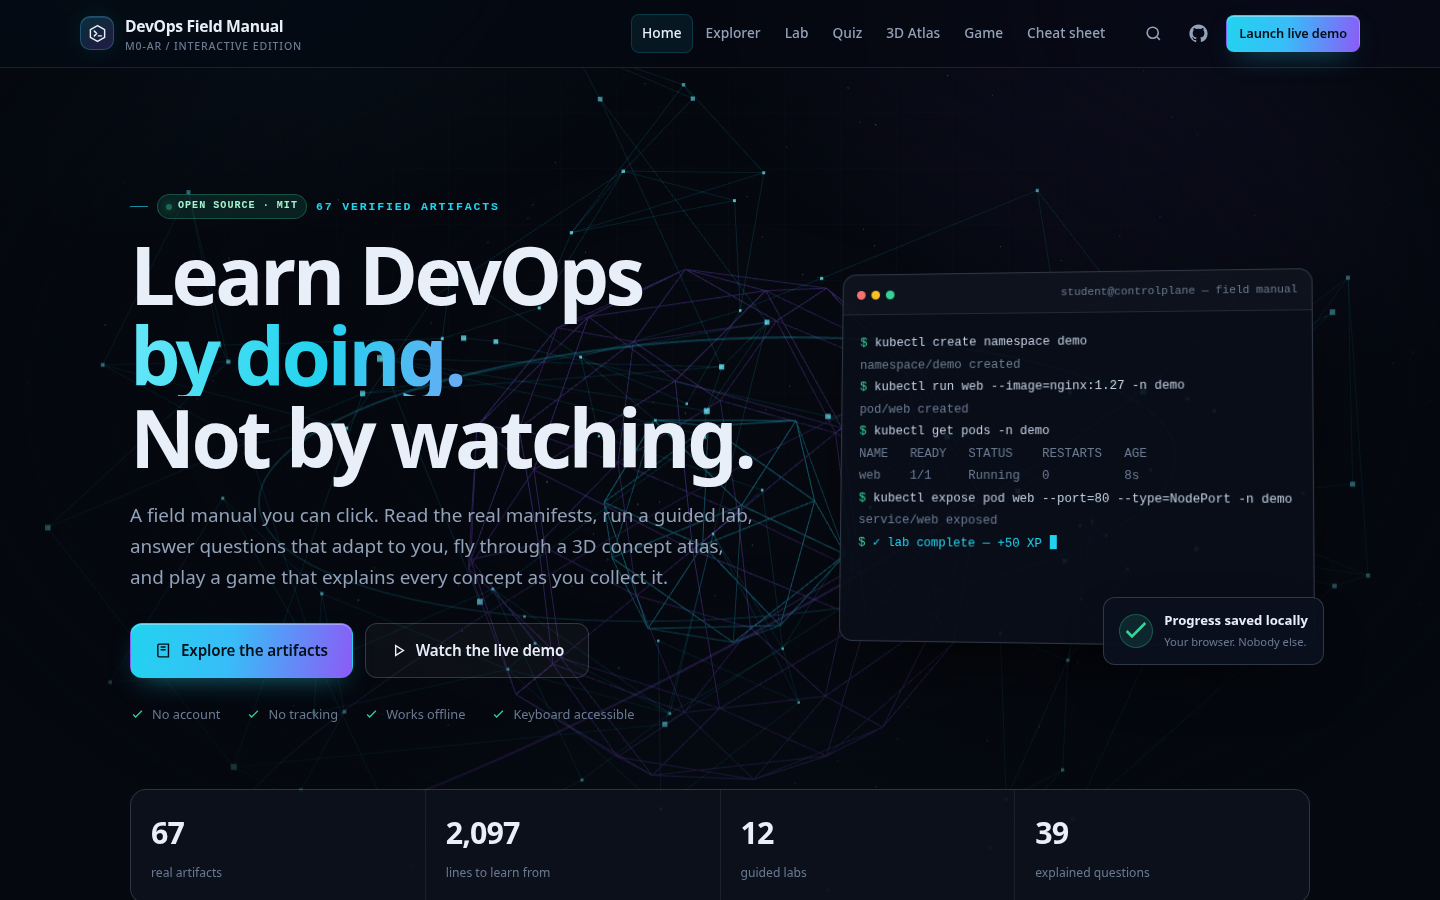 DevOps Field Manual
M0-AR / INTERACTIVE EDITION
Home
Explorer
Lab
Quiz
3D Atlas
Game
Cheat sheet
Launch live demo
OPEN SOURCE · MIT
67 VERIFIED ARTIFACTS
Learn DevOps
by doing.
Not by watching.
A field manual you can click. Read the real manifests, run a guided lab,
answer questions that adapt to you, fly through a 3D concept atlas,
and play a game that explains every concept as you collect it.
Explore the artifacts
Watch the live demo
No account
No tracking
Works offline
Keyboard accessible
student@controlplane — field manual
$ kubectl create namespace demo
namespace/demo created
$ kubectl run web --image=nginx:1.27 -n demo
pod/web created
$ kubectl get pods -n demo
NAME READY STATUS RESTARTS AGE
web 1/1 Running 0 8s
$ kubectl expose pod web --port=80 --type=NodePort -n demo
service/web exposed
$ ✓ lab complete — +50 XP
Progress saved locally
Your browser. Nobody else.
67
real artifacts
2,097
lines to learn from
12
guided labs
39
explained questions